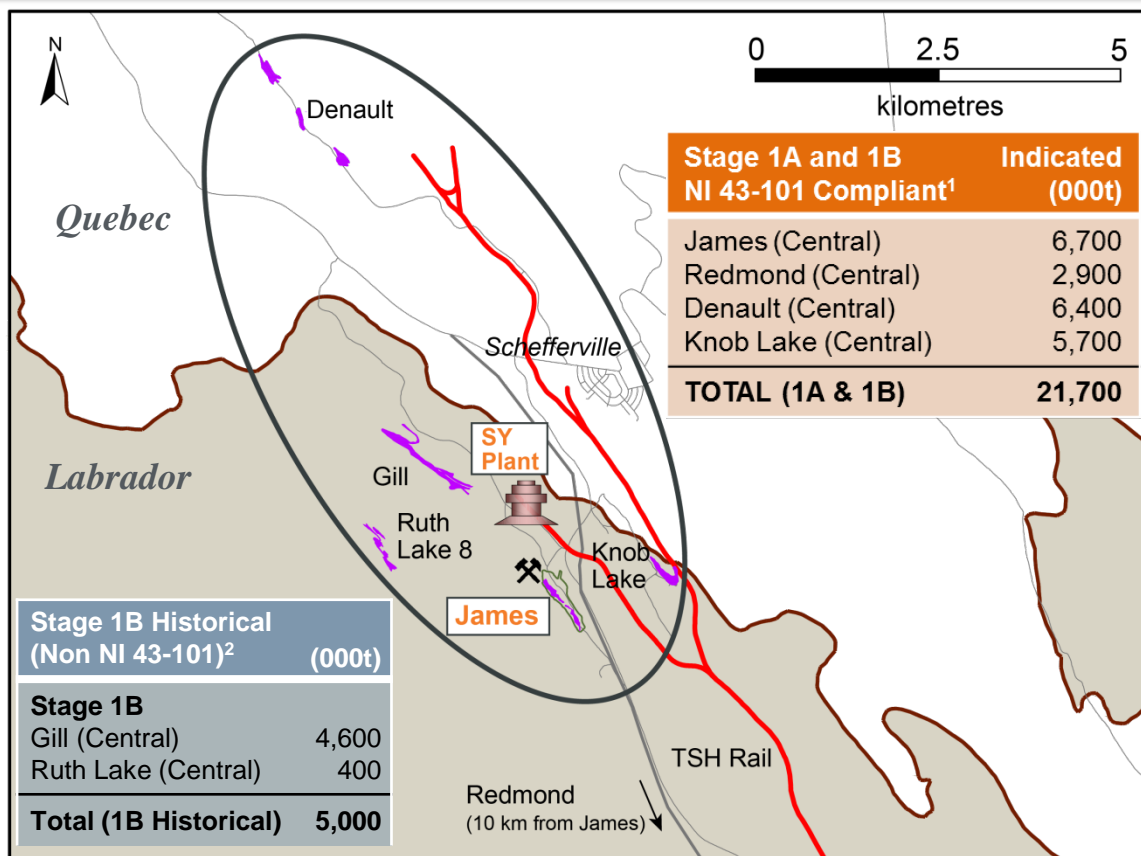 N
0 2.5 5
kilometres
Denault
Quebec
Stage 1A and 1B Indicated
NI 43-101 Compliant¹ (000t)
James (Central) 6,700
Redmond (Central) 2,900
Denault (Central) 6,400
Knob Lake (Central) 5,700
TOTAL (1A & 1B) 21,700
Schefferville
SY
Plant
Labrador
Gill
Ruth
Lake 8
Knob
Lake
James
Stage 1B Historical
(Non NI 43-101)² (000t)
Stage 1B
Gill (Central) 4,600
Ruth Lake (Central) 400
Total (1B Historical) 5,000
TSH Rail
Redmond
(10 km from James)